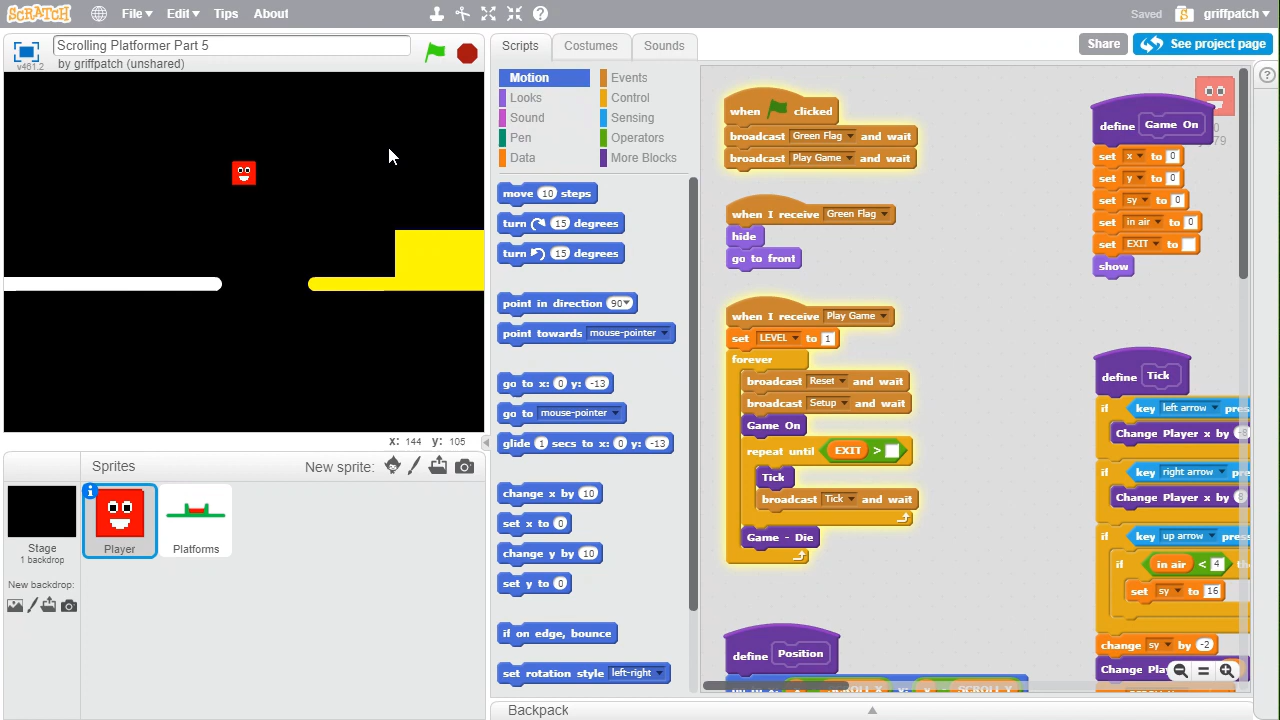 SCRATCH File Edit Tips About Saved griffpatch
Scrolling Platformer Part 5
by griffpatch (unshared)
v461.2
Scripts Costumes Sounds Share See project page
Motion Events
Looks Control
Sound Sensing
Pen Operators
Data More Blocks
move 10 steps
turn 15 degrees
turn 15 degrees
point in direction 90
point towards mouse-pointer
go to x: 0 y: -13
go to mouse-pointer
glide 1 secs to x: 0 y: -13
change x by 10
set x to 0
change y by 10
set y to 0
if on edge, bounce
set rotation style left-right
when clicked
broadcast Green Flag and wait
broadcast Play Game and wait
when I receive Green Flag
hide
go to front
when I receive Play Game
set LEVEL to 1
forever
broadcast Reset and wait
broadcast Setup and wait
Game On
repeat until EXIT >
Tick
broadcast Tick and wait
Game - Die
define Position
define Game On
set x to 0
set y to 0
set sy to 0
set in air to 0
set EXIT to
show
define Tick
if key left arrow pres
Change Player x by -8
if key right arrow pres
Change Player x by 8
if key up arrow press
if in air < 4 th
set sy to 16
change sy by -2
Change Play
x: 144 y: 105
Sprites New sprite:
Stage
1 backdrop
New backdrop:
Player
Platforms
Backpack